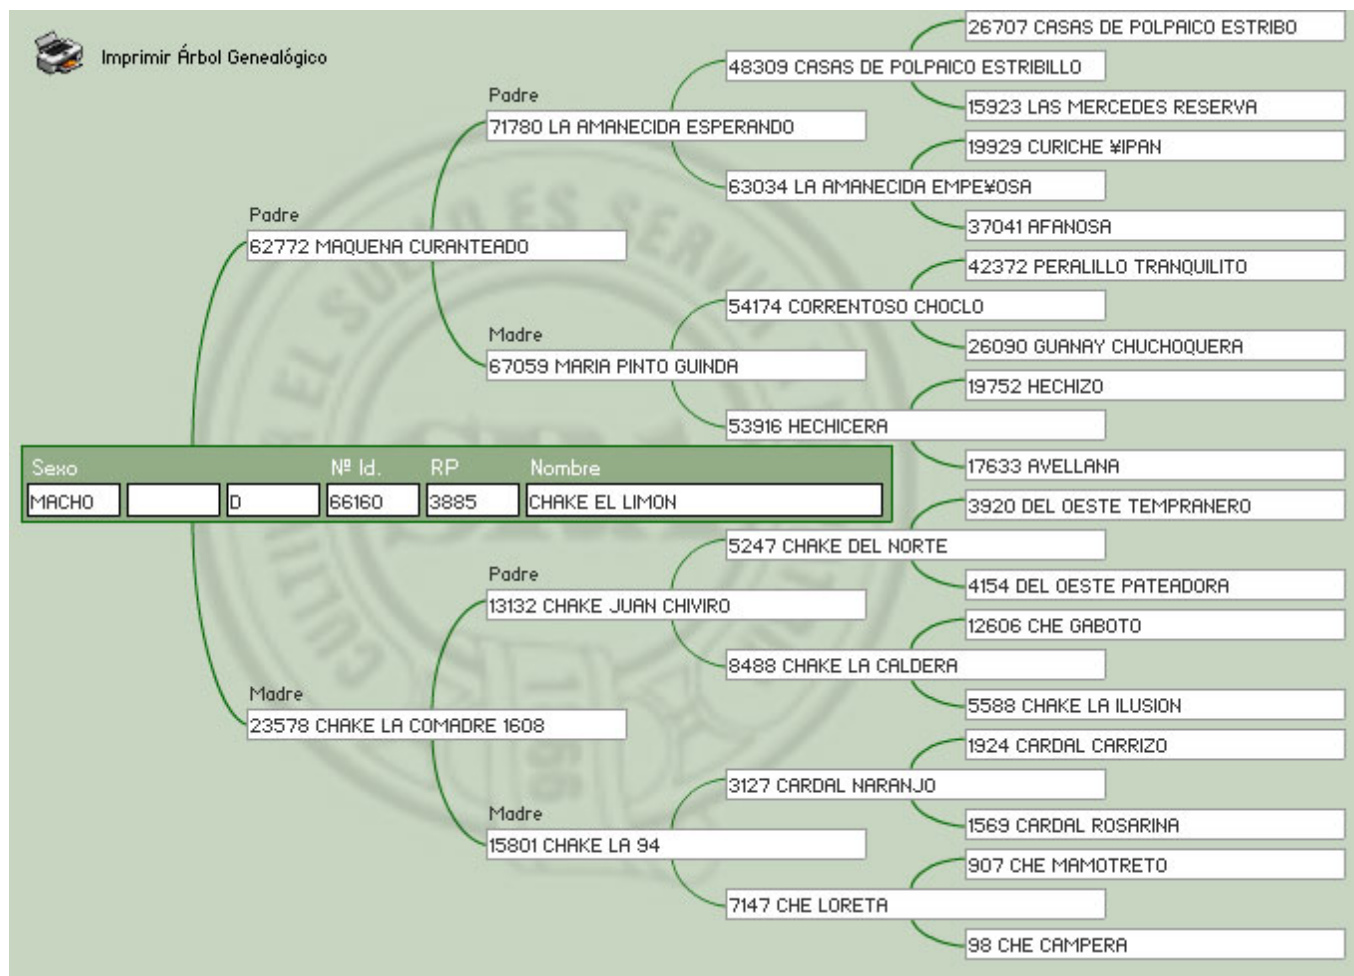 Imprimir Árbol Genealógico
26707 CASAS DE POLPAICO ESTRIBO
48309 CASAS DE POLPAICO ESTRIBILLO
Padre
15923 LAS MERCEDES RESERVA
71780 LA AMANECIDA ESPERANDO
19929 CURICHE ¥IPAN
63034 LA AMANECIDA EMPE¥OSA
Padre
37041 AFANOSA
62772 MAQUENA CURANTEADO
42372 PERALILLO TRANQUILITO
54174 CORRENTOSO CHOCLO
Madre
26090 GUANAY CHUCHOQUERA
67059 MARIA PINTO GUINDA
19752 HECHIZO
53916 HECHICERA
17633 AVELLANA
Sexo Nº Id. RP Nombre
MACHO D 66160 3885 CHAKE EL LIMON
3920 DEL OESTE TEMPRANERO
5247 CHAKE DEL NORTE
Padre
4154 DEL OESTE PATEADORA
13132 CHAKE JUAN CHIVIRO
12606 CHE GABOTO
8488 CHAKE LA CALDERA
Madre
5588 CHAKE LA ILUSION
23578 CHAKE LA COMADRE 1608
1924 CARDAL CARRIZO
3127 CARDAL NARANJO
Madre
1569 CARDAL ROSARINA
15801 CHAKE LA 94
907 CHE MAMOTRETO
7147 CHE LORETA
98 CHE CAMPERA